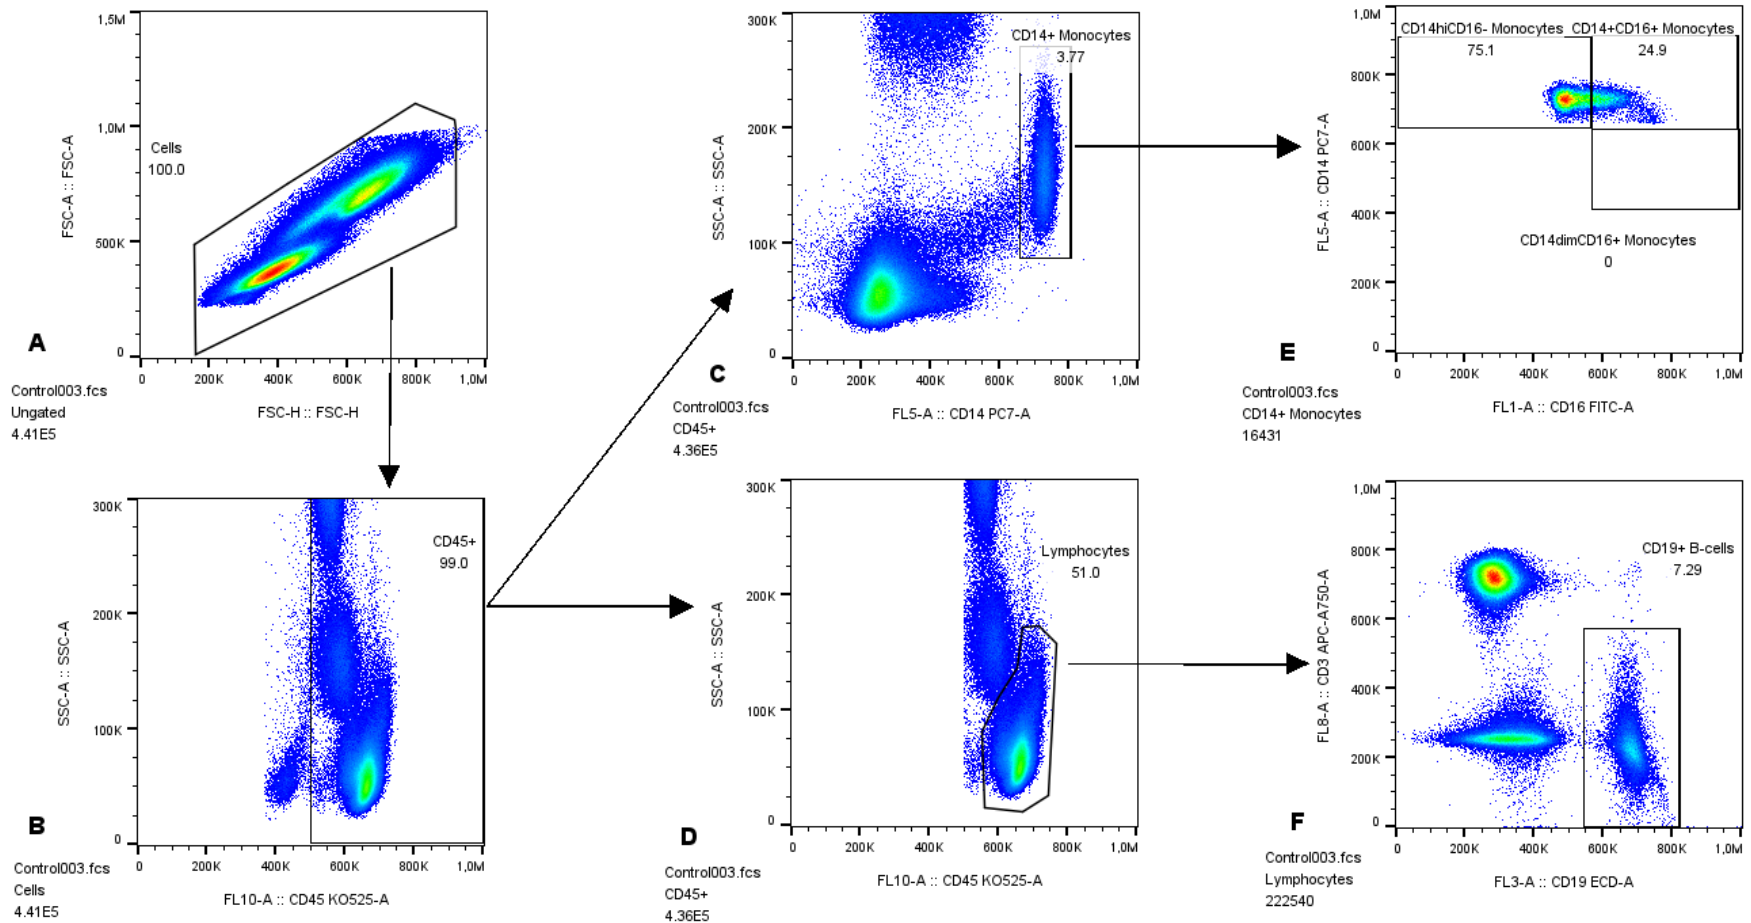 1,5M
1,0M
500K
0
FSC-A :: FSC-A
Cells
100.0
0
200K
400K
600K
800K
1,0M
FSC-H :: FSC-H
A
Control003.fcs
Ungated
4.41E5
300K
200K
100K
0
SSC-A :: SSC-A
CD45+
99.0
0
200K
400K
600K
800K
1,0M
FL10-A :: CD45 KO525-A
B
Control003.fcs
Cells
4.41E5
300K
200K
100K
0
SSC-A :: SSC-A
CD14+ Monocytes
3.77
0
200K
400K
600K
800K
1,0M
FL5-A :: CD14 PC7-A
C
Control003.fcs
CD45+
4.36E5
300K
200K
100K
0
SSC-A :: SSC-A
Lymphocytes
51.0
0
200K
400K
600K
800K
1,0M
FL10-A :: CD45 KO525-A
D
Control003.fcs
CD45+
4.36E5
1,0M
800K
600K
400K
200K
0
FL5-A :: CD14 PC7-A
CD14hiCD16- Monocytes
75.1
CD14+CD16+ Monocytes
24.9
CD14dimCD16+ Monocytes
0
0
200K
400K
600K
800K
1,0M
FL1-A :: CD16 FITC-A
E
Control003.fcs
CD14+ Monocytes
16431
1,0M
800K
600K
400K
200K
0
FL8-A :: CD3 APC-A750-A
CD19+ B-cells
7.29
0
200K
400K
600K
800K
1,0M
FL3-A :: CD19 ECD-A
F
Control003.fcs
Lymphocytes
222540